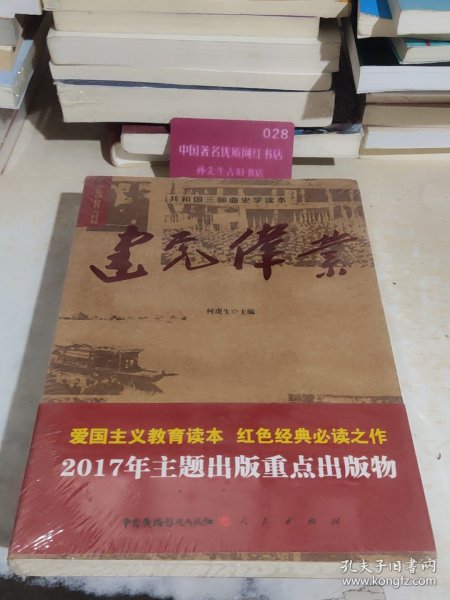 028
中国著名优质网红书店
孙先生古旧书店
共和国三部曲史学读本
建党伟業
何虎生○主编
爱国主义教育读本 红色经典必读之作
2017年主题出版重点出版物
人民出版社
孔夫子旧书网
www.kongfz.com